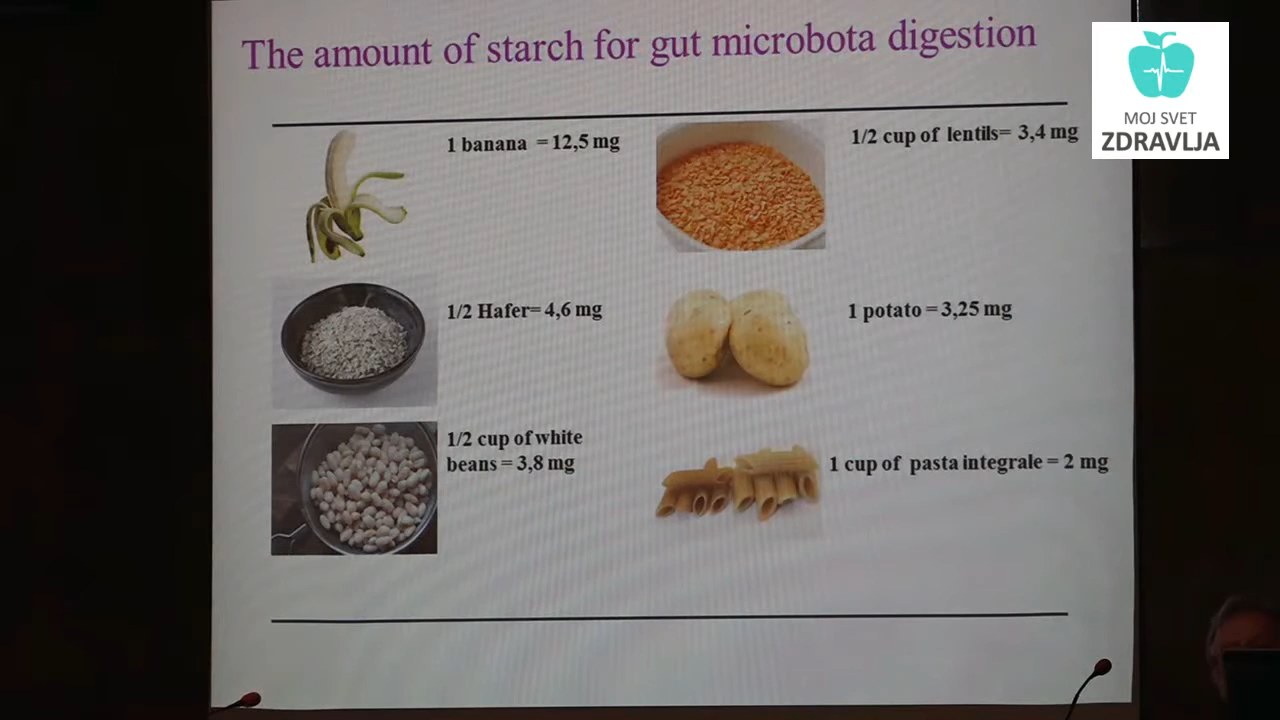 The amount of starch for gut microbota digestion
MOJ SVET
ZDRAVLJA
1 banana = 12,5 mg
1/2 cup of lentils= 3,4 mg
1/2 Hafer= 4,6 mg
1 potato = 3,25 mg
1/2 cup of white
beans = 3,8 mg
1 cup of pasta integrale = 2 mg